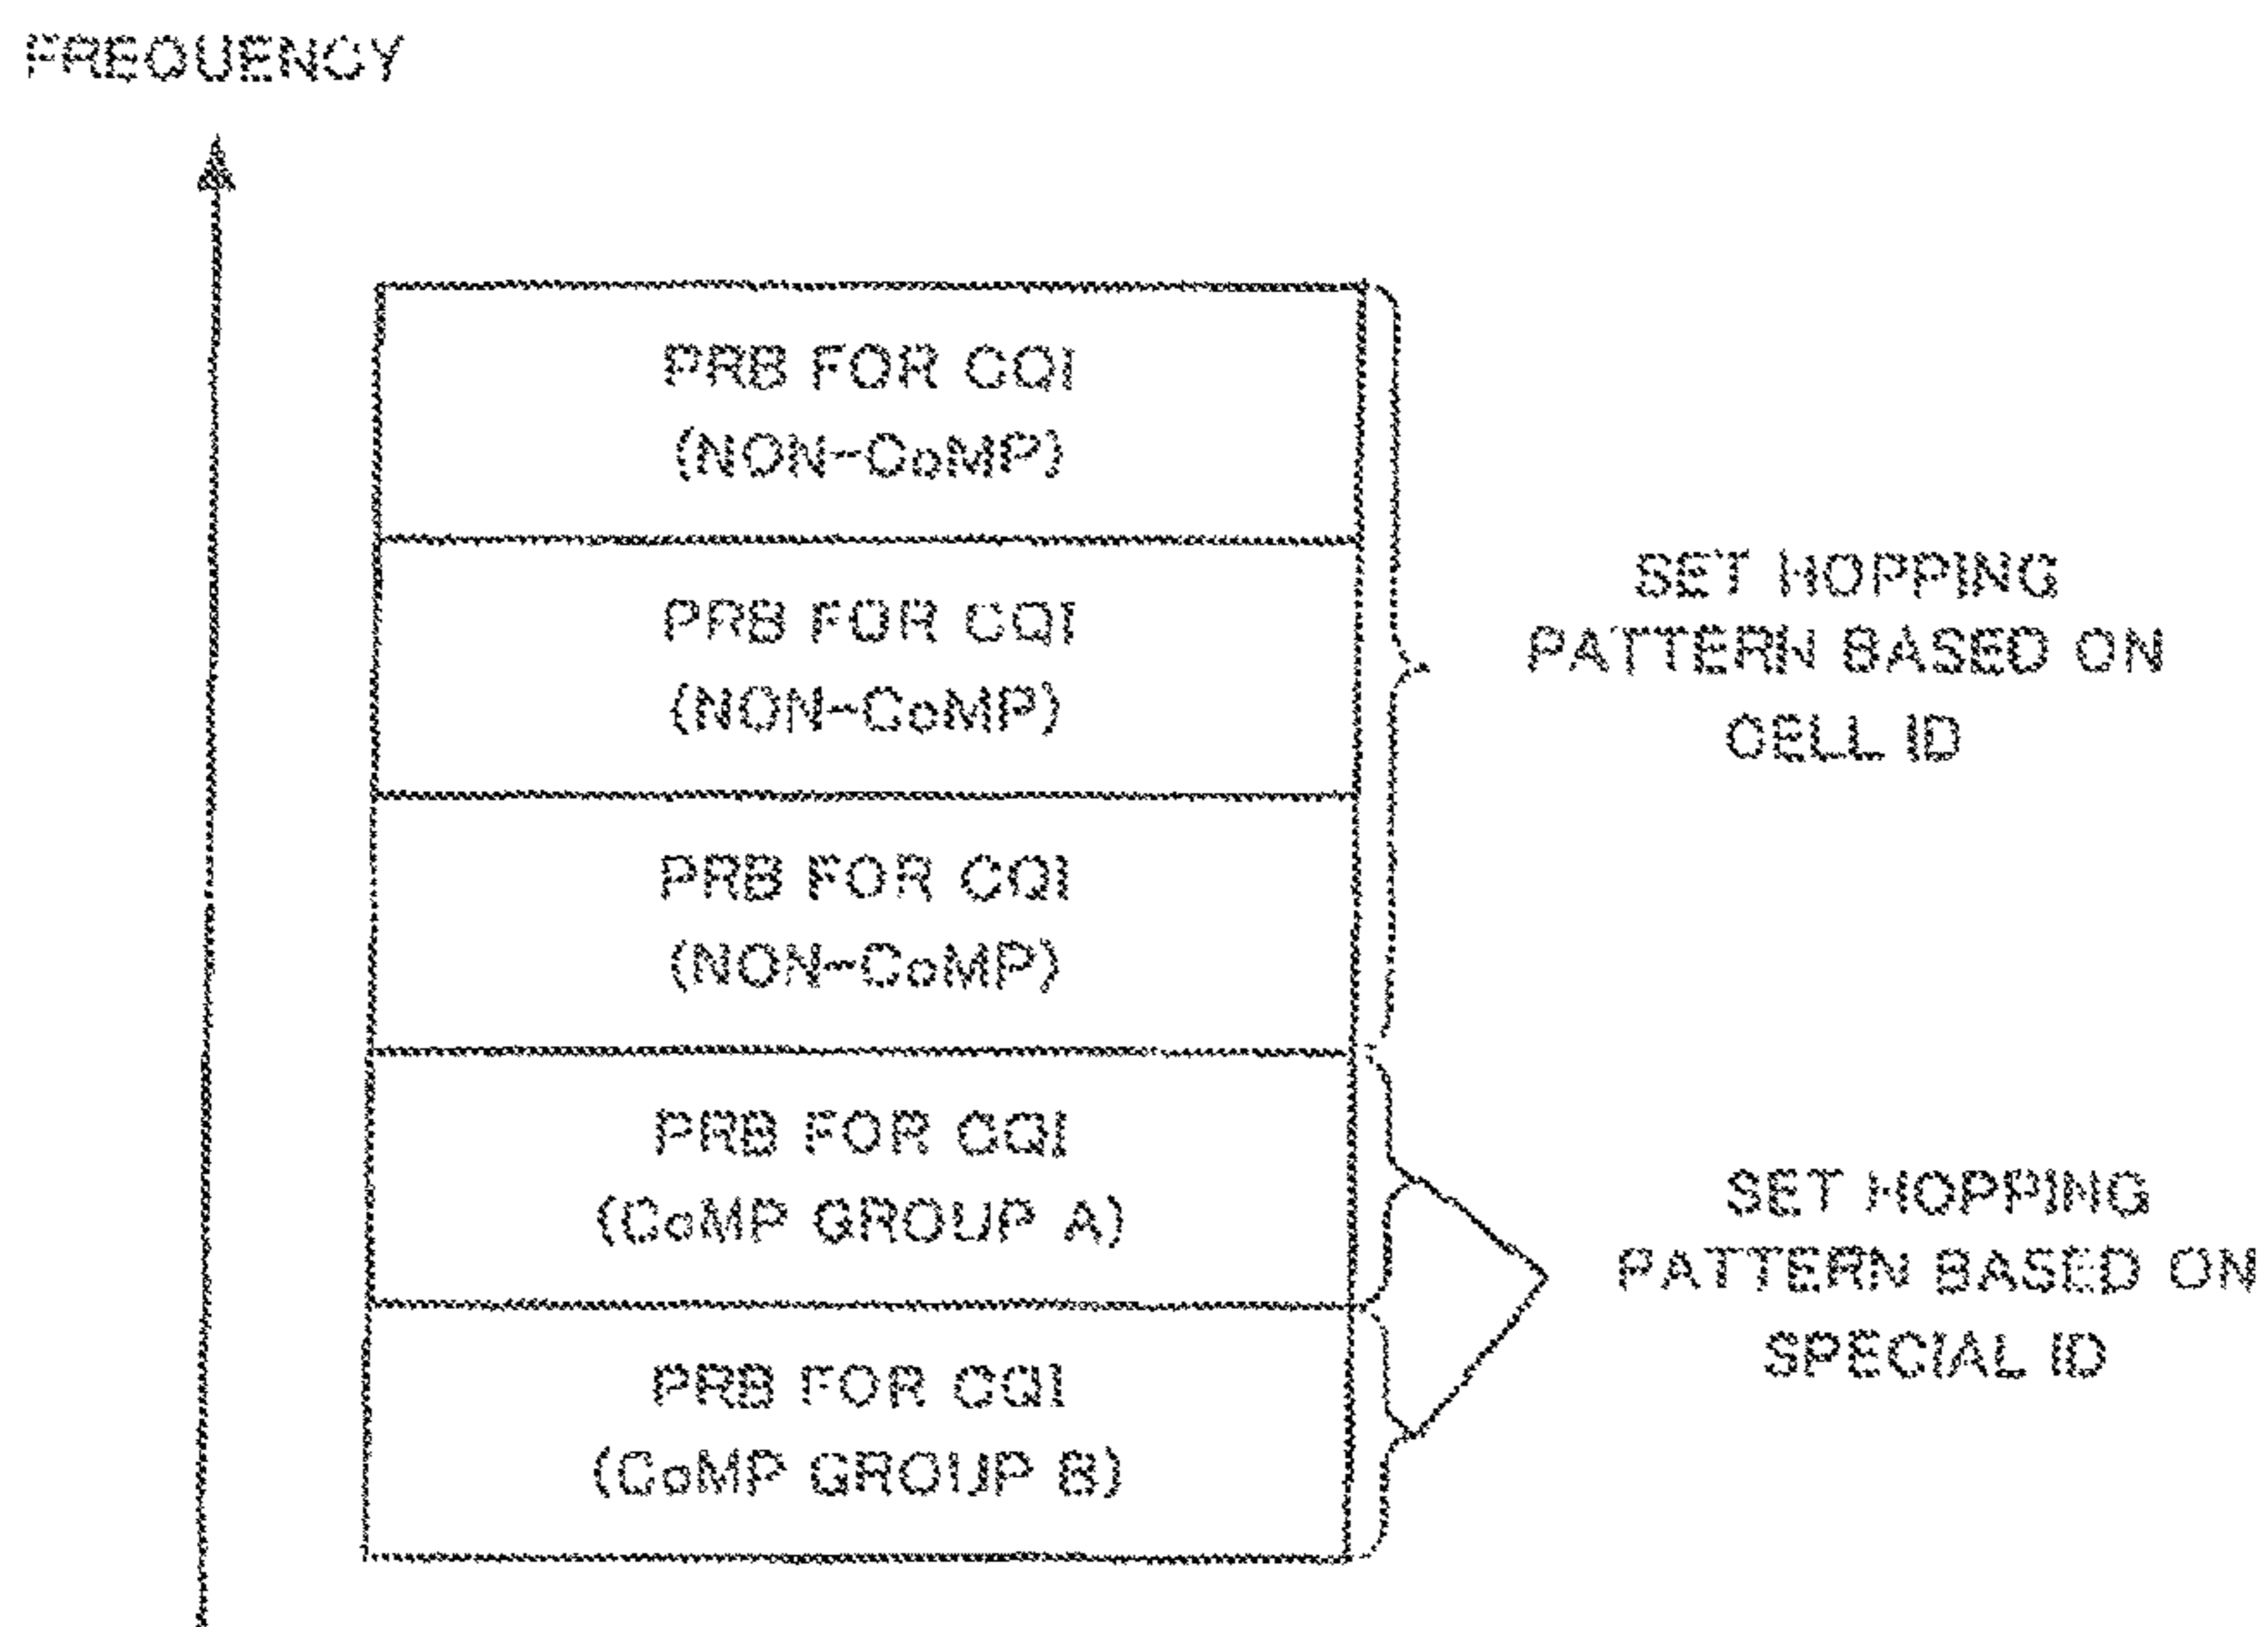 FREQUENCY
PRB FOR CQI
(NON-CoMP)
PRB FOR CQI
(NON-CoMP)
PRB FOR CQI
(NON-CoMP)
PRB FOR CQI
(CoMP GROUP A)
PRB FOR CQI
(CoMP GROUP B)
SET HOPPING
PATTERN BASED ON
CELL ID
SET HOPPING
PATTERN BASED ON
SPECIAL ID